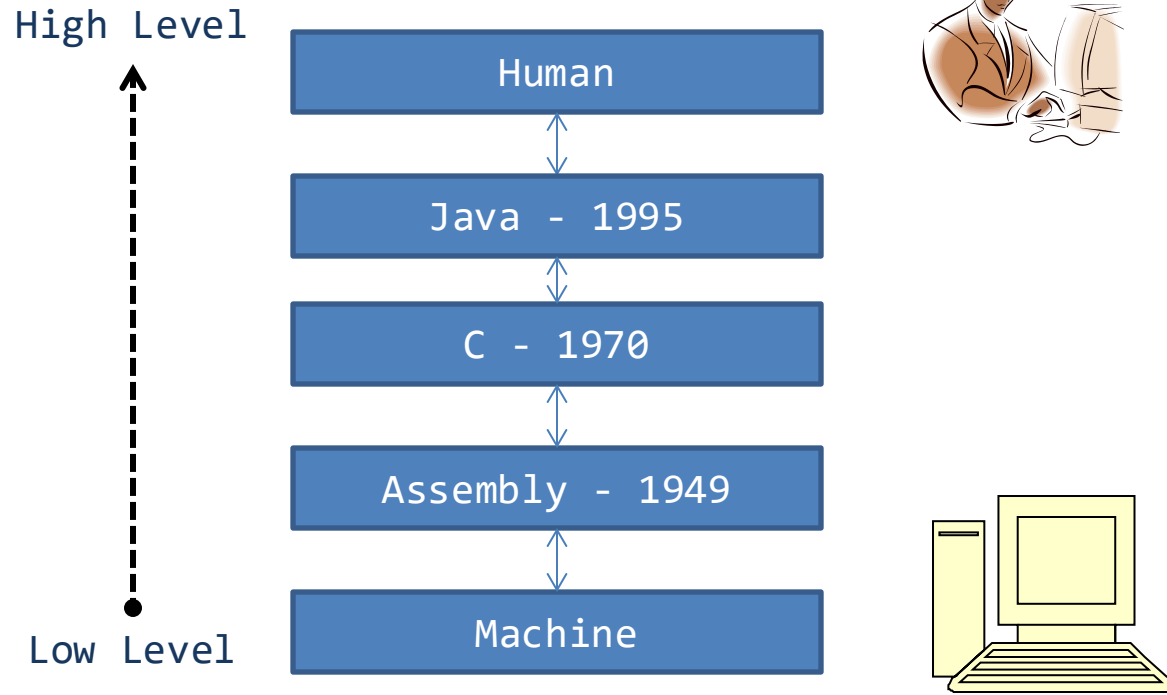 High Level
Human
Java - 1995
C - 1970
Assembly - 1949
Machine
Low Level